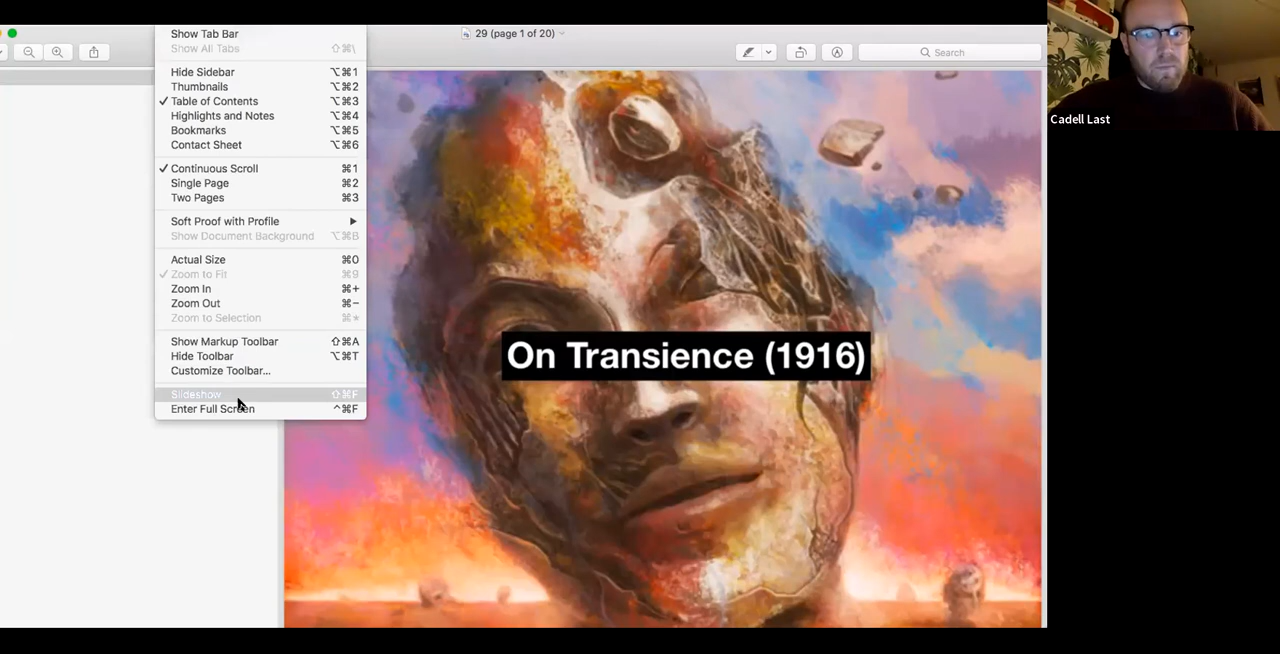 29 (page 1 of 20)
Search
Show Tab Bar
Show All Tabs ⇧⌘\
Hide Sidebar ⌥⌘1
Thumbnails ⌥⌘2
✓ Table of Contents ⌥⌘3
Highlights and Notes ⌥⌘4
Bookmarks ⌥⌘5
Contact Sheet ⌥⌘6
✓ Continuous Scroll ⌘1
Single Page ⌘2
Two Pages ⌘3
Soft Proof with Profile
Show Document Background ⌥⌘B
Actual Size ⌘0
✓ Zoom to Fit ⌘9
Zoom In ⌘+
Zoom Out ⌘−
Zoom to Selection ⌘*
Show Markup Toolbar ⇧⌘A
Hide Toolbar ⌥⌘T
Customize Toolbar...
Slideshow ⇧⌘F
Enter Full Screen ^⌘F
On Transience (1916)
Cadell Last